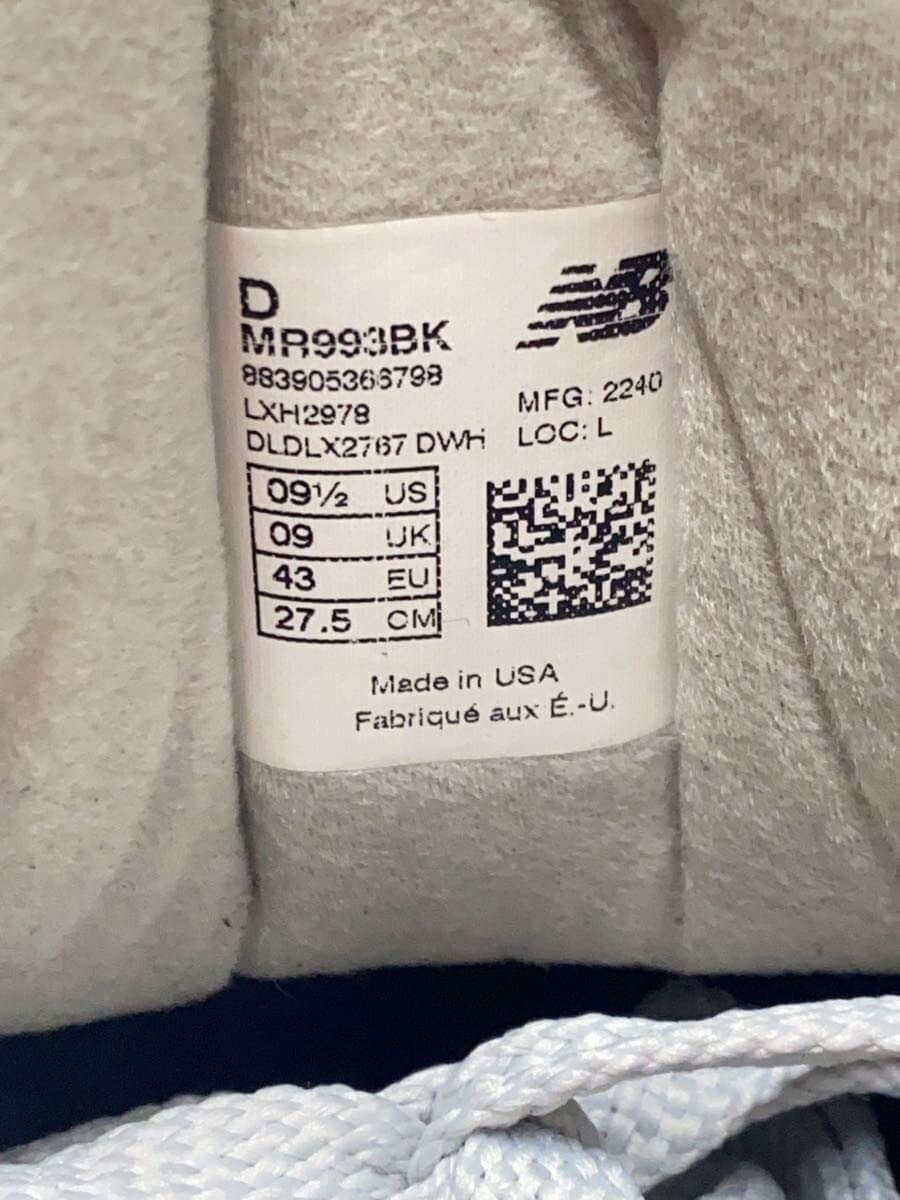 D
MR993BK
883905366798
LXH2978
DLDLX2767 DWH
MFG: 2240
LOC: L
09½ US
09 UK
43 EU
27.5 CM
Made in USA
Fabriqué aux É.-U.